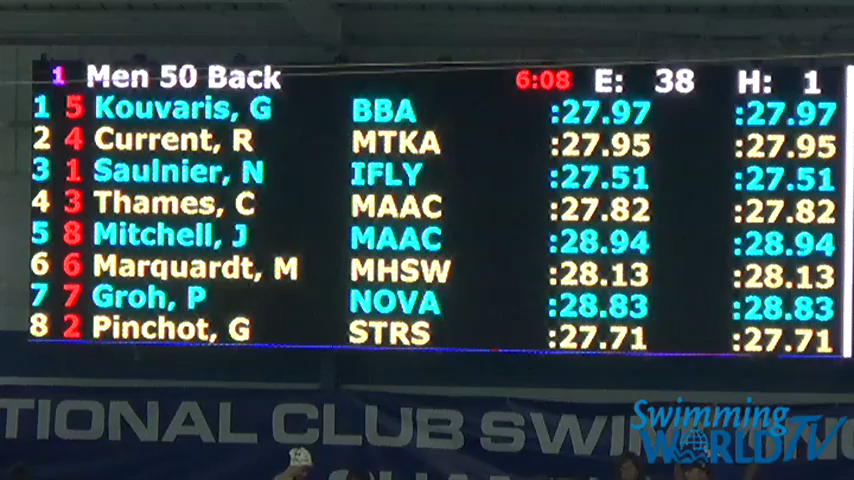 1 Men 50 Back 6:08 E: 38 H: 1
1 5 Kouvaris, G BBA :27.97 :27.97
2 4 Current, R MTKA :27.95 :27.95
3 1 Saulnier, N IFLY :27.51 :27.51
4 3 Thames, C MAAC :27.82 :27.82
5 8 Mitchell, J MAAC :28.94 :28.94
6 6 Marquardt, M MHSW :28.13 :28.13
7 7 Groh, P NOVA :28.83 :28.83
8 2 Pinchot, G STRS :27.71 :27.71
TIONAL CLUB SWIM
Swimming
WORLDTV